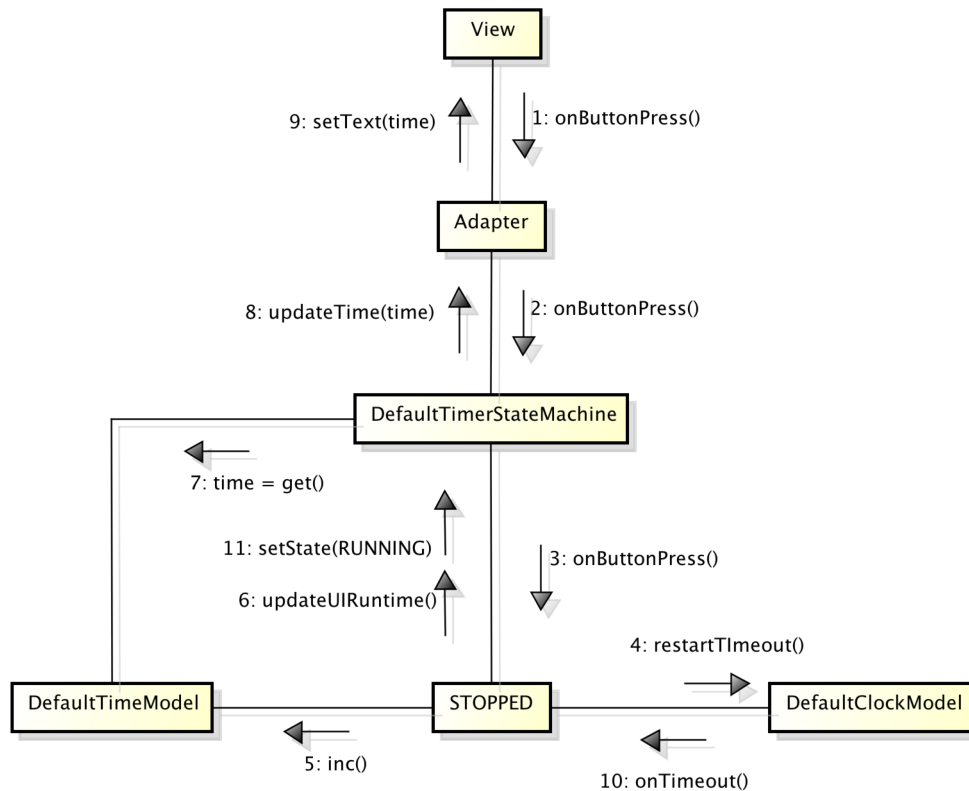 View
9: setText(time)
1: onButtonPress()
Adapter
8: updateTime(time)
2: onButtonPress()
DefaultTimerStateMachine
7: time = get()
11: setState(RUNNING)
3: onButtonPress()
6: updateUIRuntime()
4: restartTImeout()
DefaultTimeModel
STOPPED
DefaultClockModel
5: inc()
10: onTimeout()